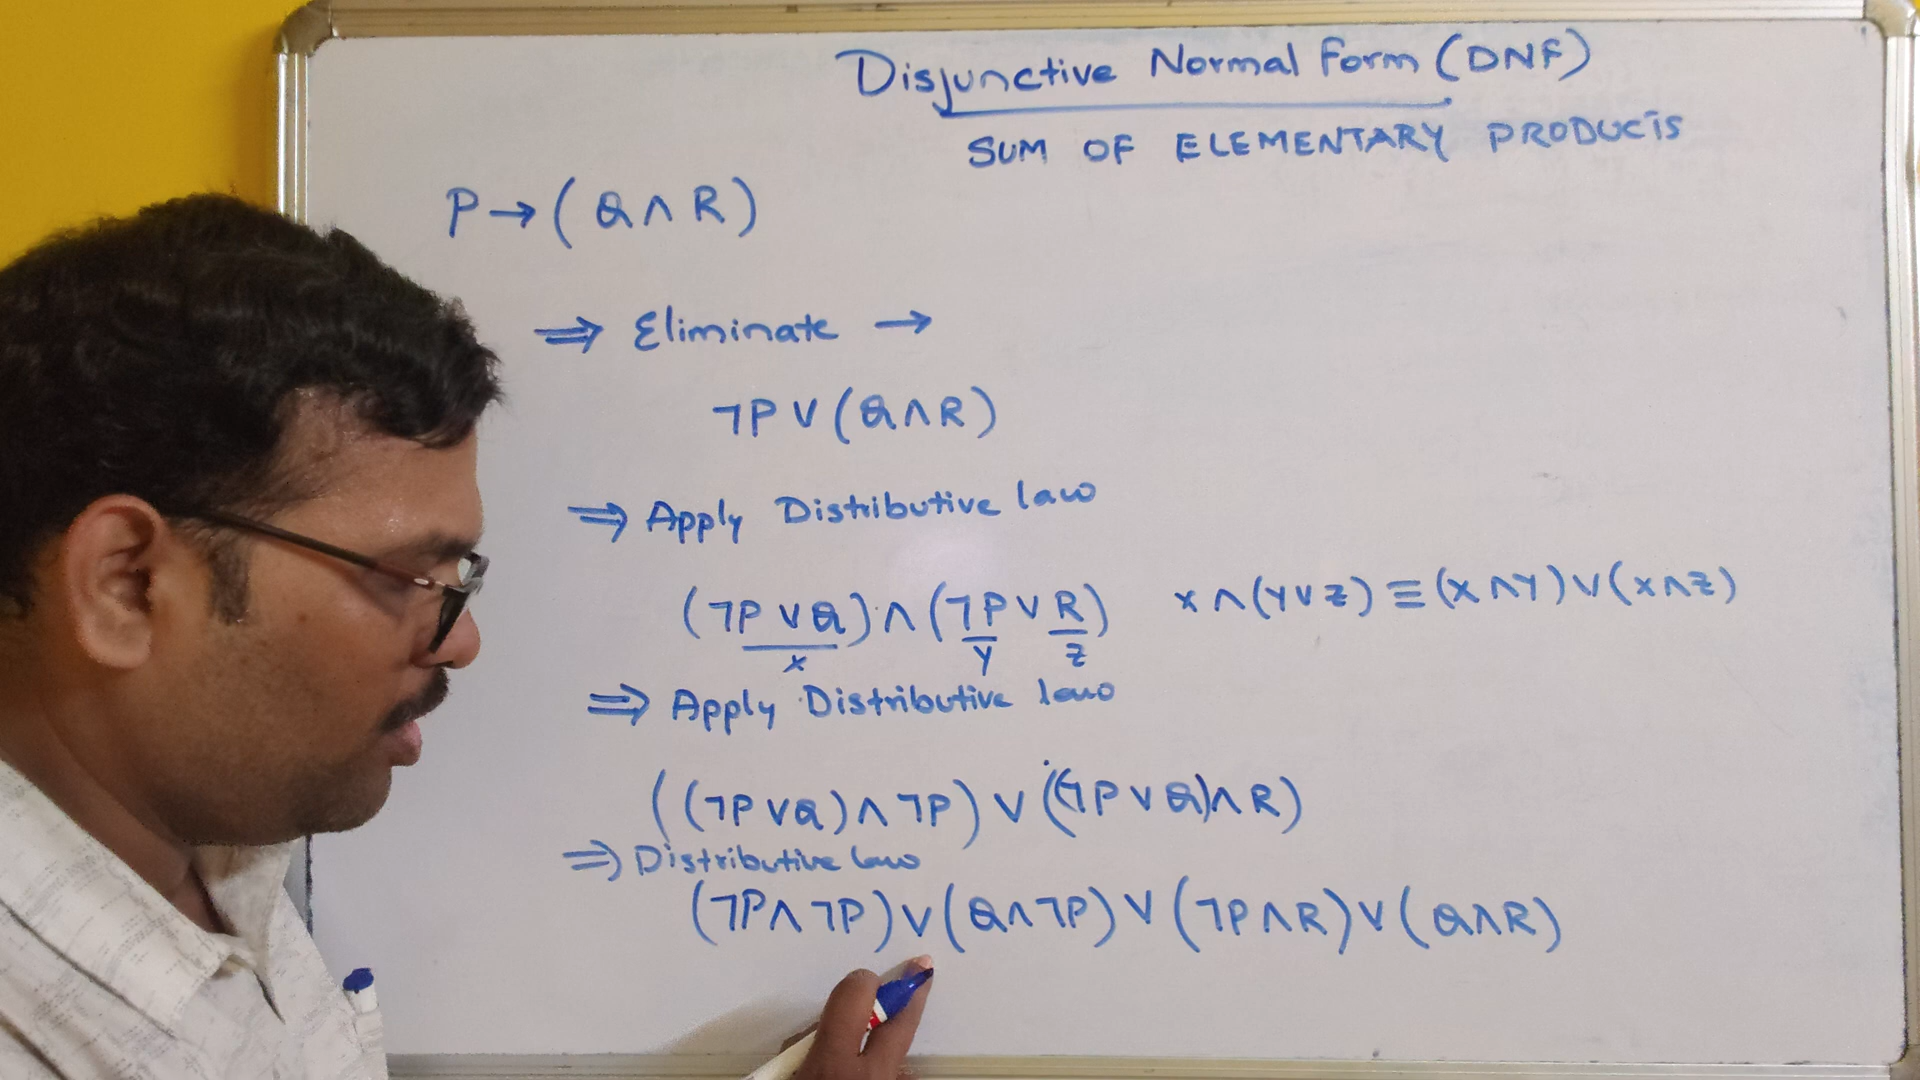 Disjunctive Normal Form (DNF)
SUM OF ELEMENTARY PRODUCTS
P → ( Q ∧ R )
⇒ Eliminate →
¬P ∨ (Q ∧ R)
⇒ Apply Distributive law
(¬P ∨ Q) ∧ (¬P ∨ R) x ∧ (y ∨ z) ≡ (x ∧ y) ∨ (x ∧ z)
x y z
⇒ Apply Distributive law
((¬P ∨ Q) ∧ ¬P) ∨ ((¬P ∨ Q) ∧ R)
⇒ Distributive law
(¬P ∧ ¬P) ∨ (Q ∧ ¬P) ∨ (¬P ∧ R) ∨ (Q ∧ R)